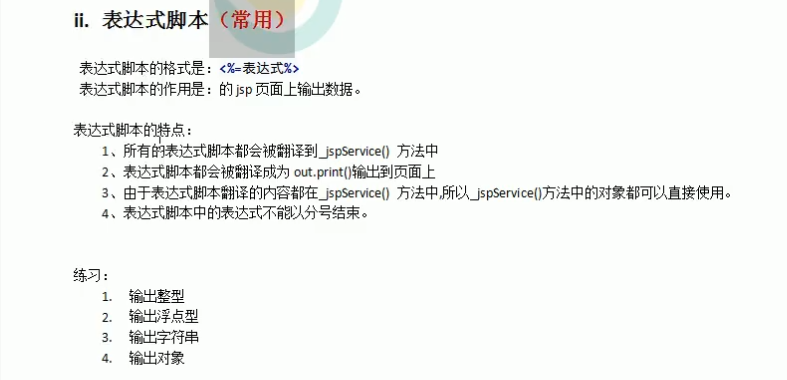 ii. 表达式脚本（常用）
表达式脚本的格式是：<%=表达式%>
表达式脚本的作用是：的 jsp 页面上输出数据。
表达式脚本的特点：
1、所有的表达式脚本都会被翻译到_jspService() 方法中
2、表达式脚本都会被翻译成为 out.print()输出到页面上
3、由于表达式脚本翻译的内容都在_jspService() 方法中,所以_jspService()方法中的对象都可以直接使用。
4、表达式脚本中的表达式不能以分号结束。
练习：
1. 输出整型
2. 输出浮点型
3. 输出字符串
4. 输出对象